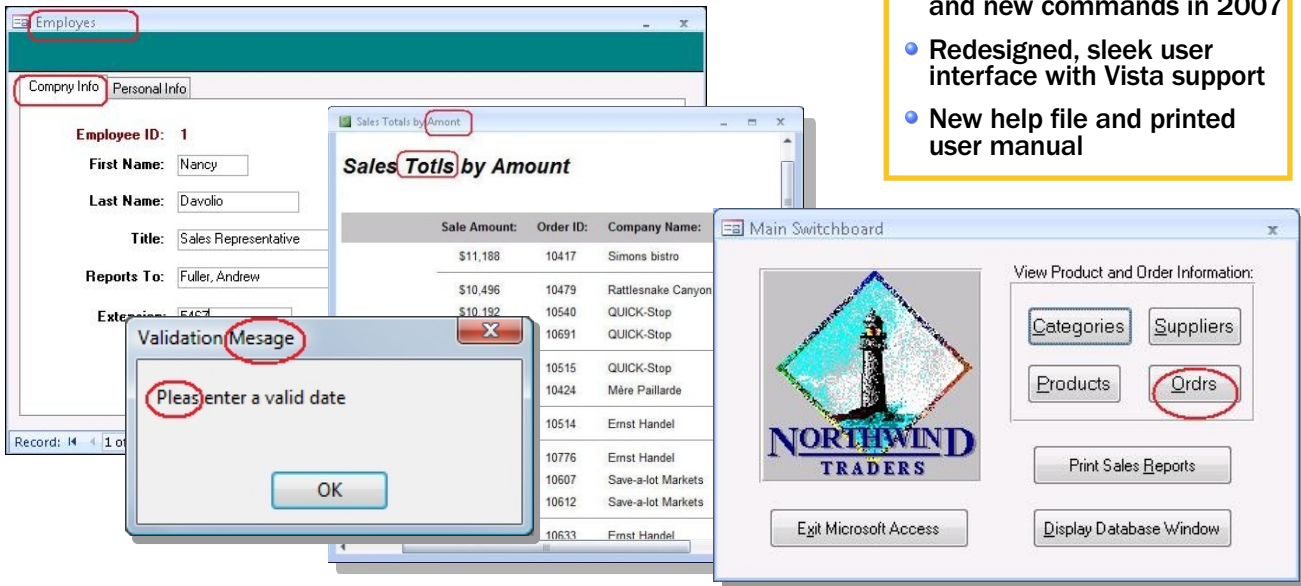 and new commands in 2007
Redesigned, sleek user
interface with Vista support
New help file and printed
user manual
Employes
Compny Info Personal Info
Employee ID: 1
First Name: Nancy
Last Name: Davolio
Title: Sales Representative
Reports To: Fuller, Andrew
Extension: 5467
Record: 1 of
Sales Totals by Amont
Sales Totls by Amount
Sale Amount: Order ID: Company Name:
$11,188 10417 Simons bistro
$10,496 10479 Rattlesnake Canyon
$10,192 10540 QUICK-Stop
10691 QUICK-Stop
10515 QUICK-Stop
10424 Mère Paillarde
10514 Ernst Handel
10776 Ernst Handel
10607 Save-a-lot Markets
10612 Save-a-lot Markets
10633 Ernst Handel
Validation Mesage
Pleas enter a valid date
OK
Main Switchboard
View Product and Order Information:
Categories Suppliers
Products Ordrs
NORTHWIND
TRADERS
Print Sales Reports
Exit Microsoft Access Display Database Window